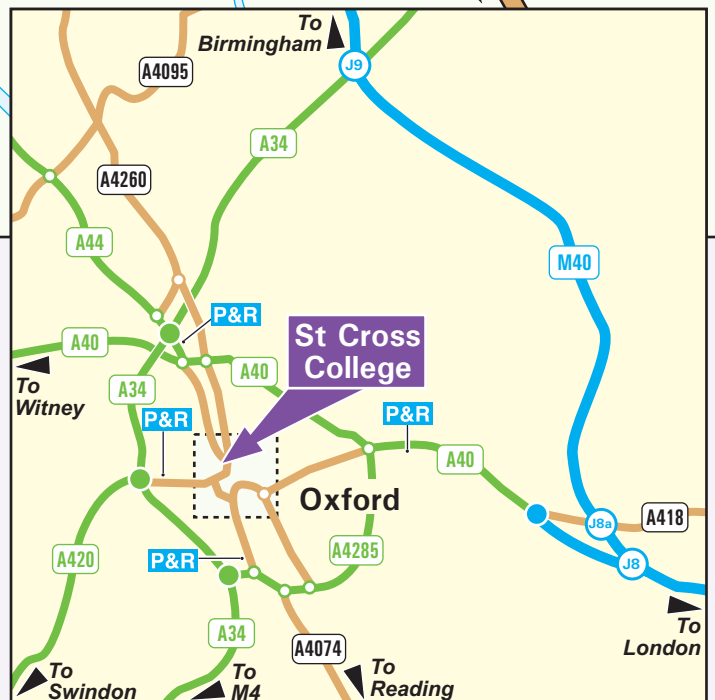 To
Birmingham
J9
A4095
A34
A4260
A44
M40
P&R
St Cross
College
A40
A40
To
Witney
A34
P&R
P&R
A40
Oxford
A418
J8a
A4285
A420
P&R
J8
To
London
A34
A4074
To
Swindon
To
M4
To
Reading